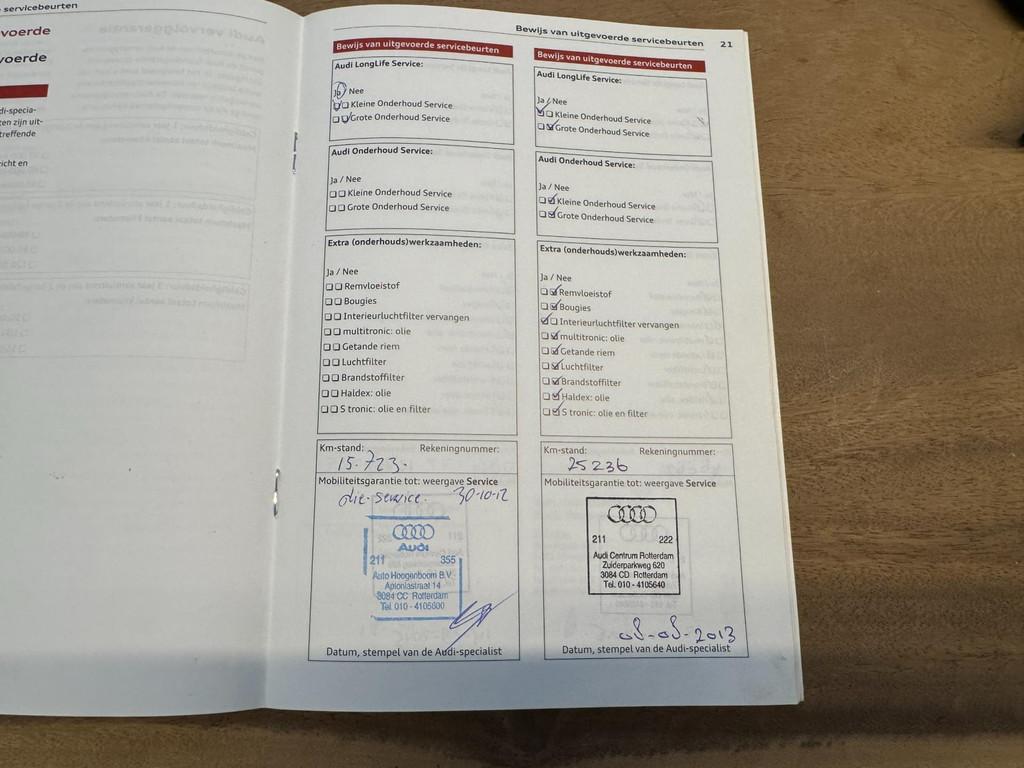 servicebeurten
voerde
voerde
di-specia-
ten zijn uit-
treffende
icht en
Bewijs van uitgevoerde servicebeurten 21
Bewijs van uitgevoerde servicebeurten
Audi LongLife Service:
Ja / Nee
Kleine Onderhoud Service
Grote Onderhoud Service
Audi Onderhoud Service:
Ja / Nee
Kleine Onderhoud Service
Grote Onderhoud Service
Extra (onderhouds)werkzaamheden:
Ja / Nee
Remvloeistof
Bougies
Interieurluchtfilter vervangen
multitronic: olie
Getande riem
Luchtfilter
Brandstoffilter
Haldex: olie
S tronic: olie en filter
Km-stand: Rekeningnummer:
15.723.
Mobiliteitsgarantie tot: weergave Service
olie-service. 30-10-12
Audi
211 355
Auto Hoogenboom B.V.
Apionlastraat 14
3084 CC Rotterdam
Tel. 010 - 4105800
Datum, stempel van de Audi-specialist
Bewijs van uitgevoerde servicebeurten
Audi LongLife Service:
Ja / Nee
Kleine Onderhoud Service
Grote Onderhoud Service
Audi Onderhoud Service:
Ja / Nee
Kleine Onderhoud Service
Grote Onderhoud Service
Extra (onderhouds)werkzaamheden:
Ja / Nee
Remvloeistof
Bougies
Interieurluchtfilter vervangen
multitronic: olie
Getande riem
Luchtfilter
Brandstoffilter
Haldex: olie
S tronic: olie en filter
Km-stand: Rekeningnummer:
25236
Mobiliteitsgarantie tot: weergave Service
211 222
Audi Centrum Rotterdam
Zuiderparkweg 620
3084 CD Rotterdam
Tel. 010 - 4105640
08-08-2013
Datum, stempel van de Audi-specialist